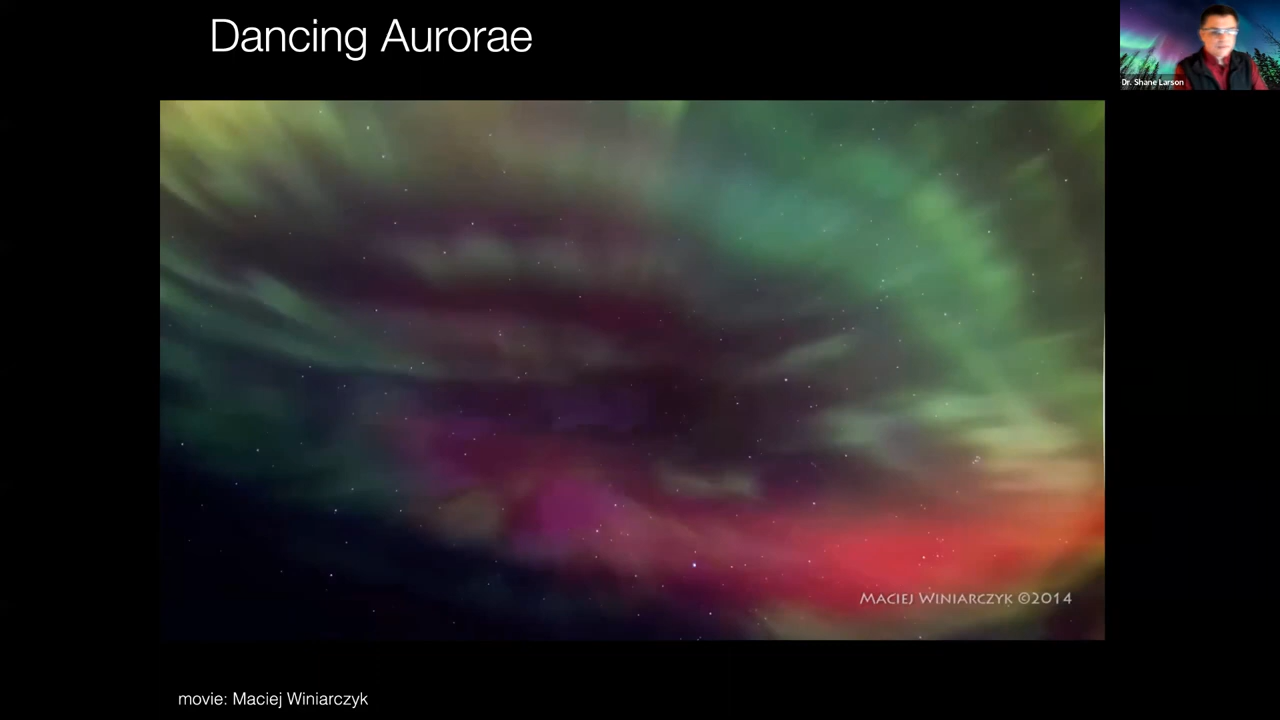 Dancing Aurorae
Dr. Shane Larson
MACIEJ WINIARCZYK ©2014
movie: Maciej Winiarczyk